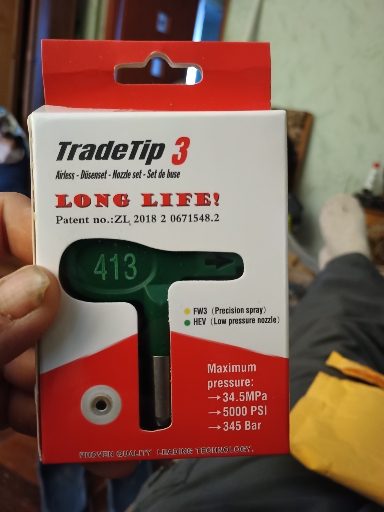 TradeTip 3
Airless - Düsenset - Nozzle set - Set de buse
LONG LIFE!
Patent no.:ZL 2018 2 0671548.2
413
FW3 (Precision spray)
HEV (Low pressure nozzle)
Maximum
pressure:
→34.5MPa
→5000 PSI
→345 Bar
PROVEN QUALITY LEADING TECHNOLOGY.